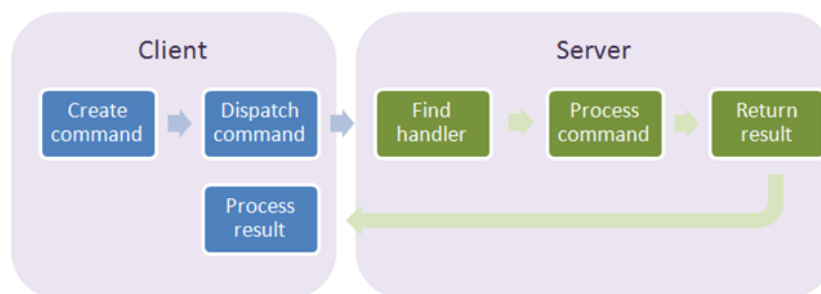 Client
Server
Create
command
Dispatch
command
Find
handler
Process
command
Return
result
Process
result